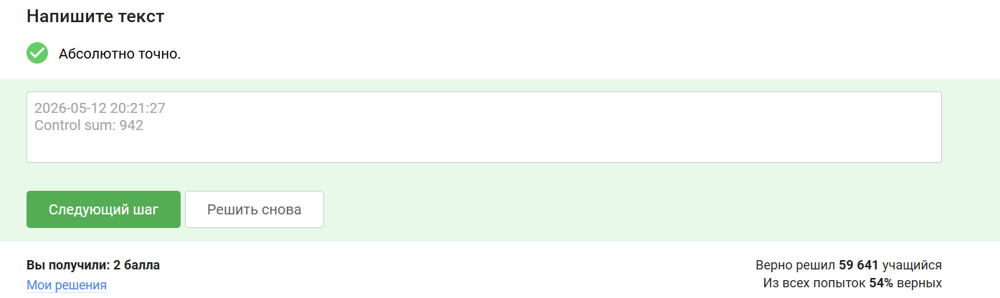 Напишите текст
Абсолютно точно.
2026-05-12 20:21:27
Control sum: 942
Следующий шаг
Решить снова
Вы получили: 2 балла
Мои решения
Верно решил 59 641 учащийся
Из всех попыток 54% верных